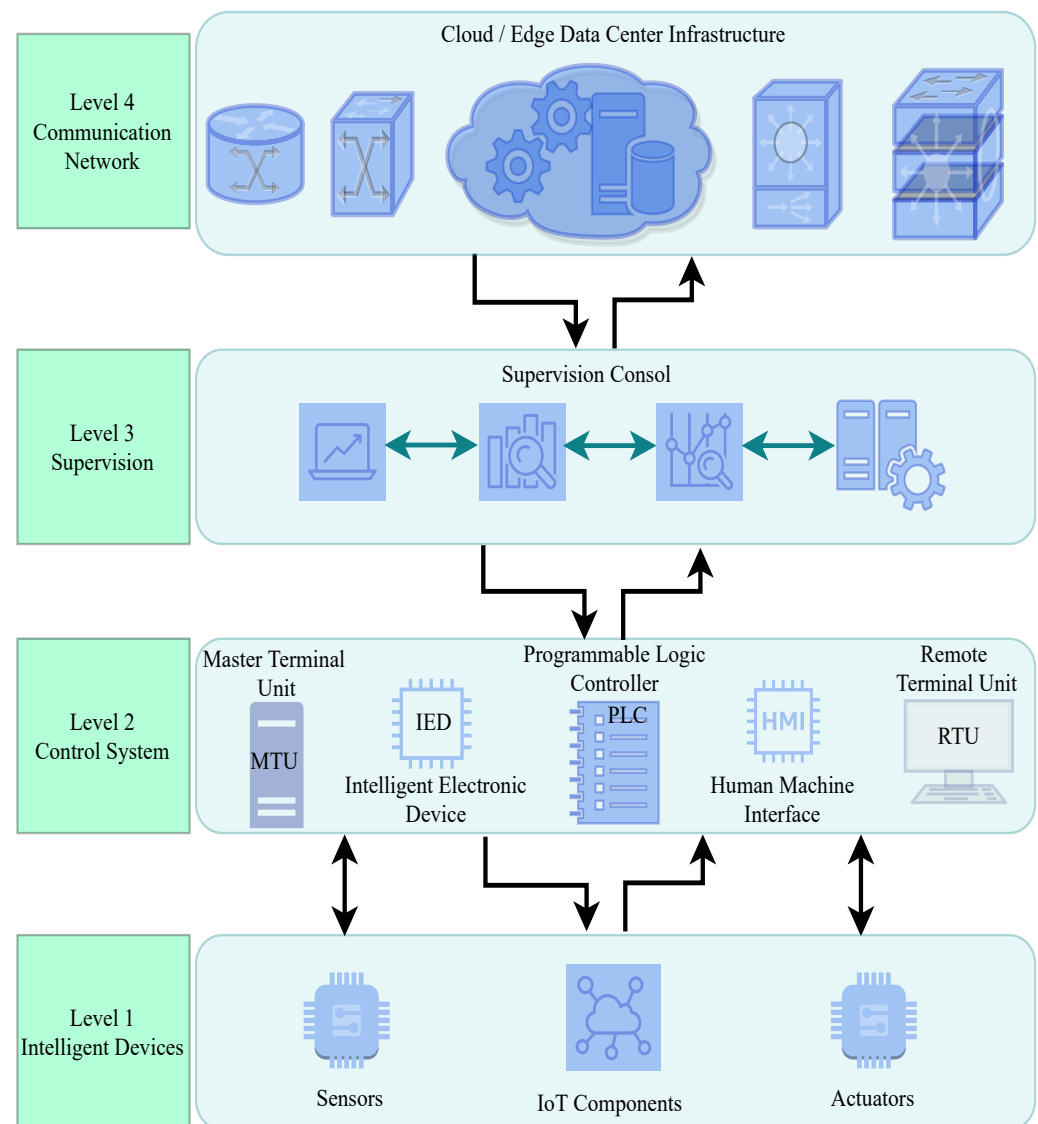 Cloud / Edge Data Center Infrastructure
Level 4
Communication
Network
Supervision Consol
Level 3
Supervision
Level 2
Control System
Master Terminal
Unit
MTU
IED
Intelligent Electronic
Device
Programmable Logic
Controller
PLC
HMI
Human Machine
Interface
Remote
Terminal Unit
RTU
Level 1
Intelligent Devices
Sensors
IoT Components
Actuators